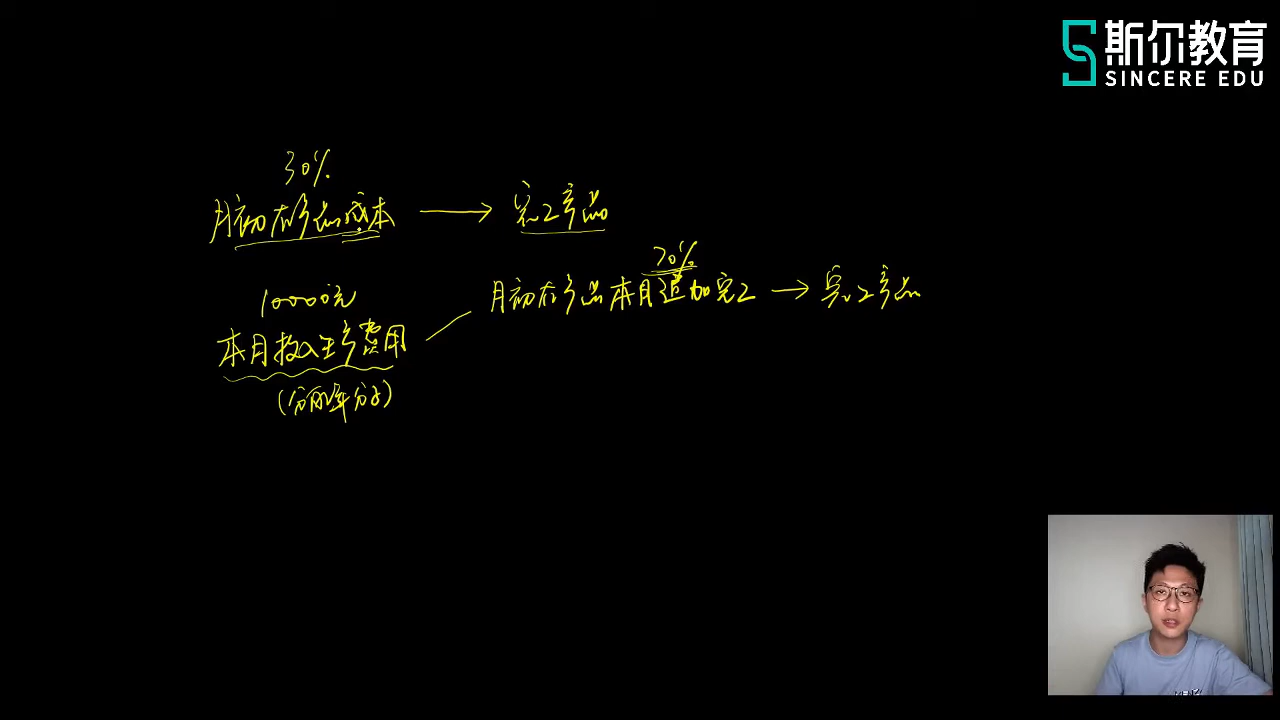 斯尔教育
SINCERE EDU
30%
月初在产品成本 → 完工产品
70%
月初在产品本月追加完工 → 完工产品
10000元
本月投入生产费用
(分配率分子)